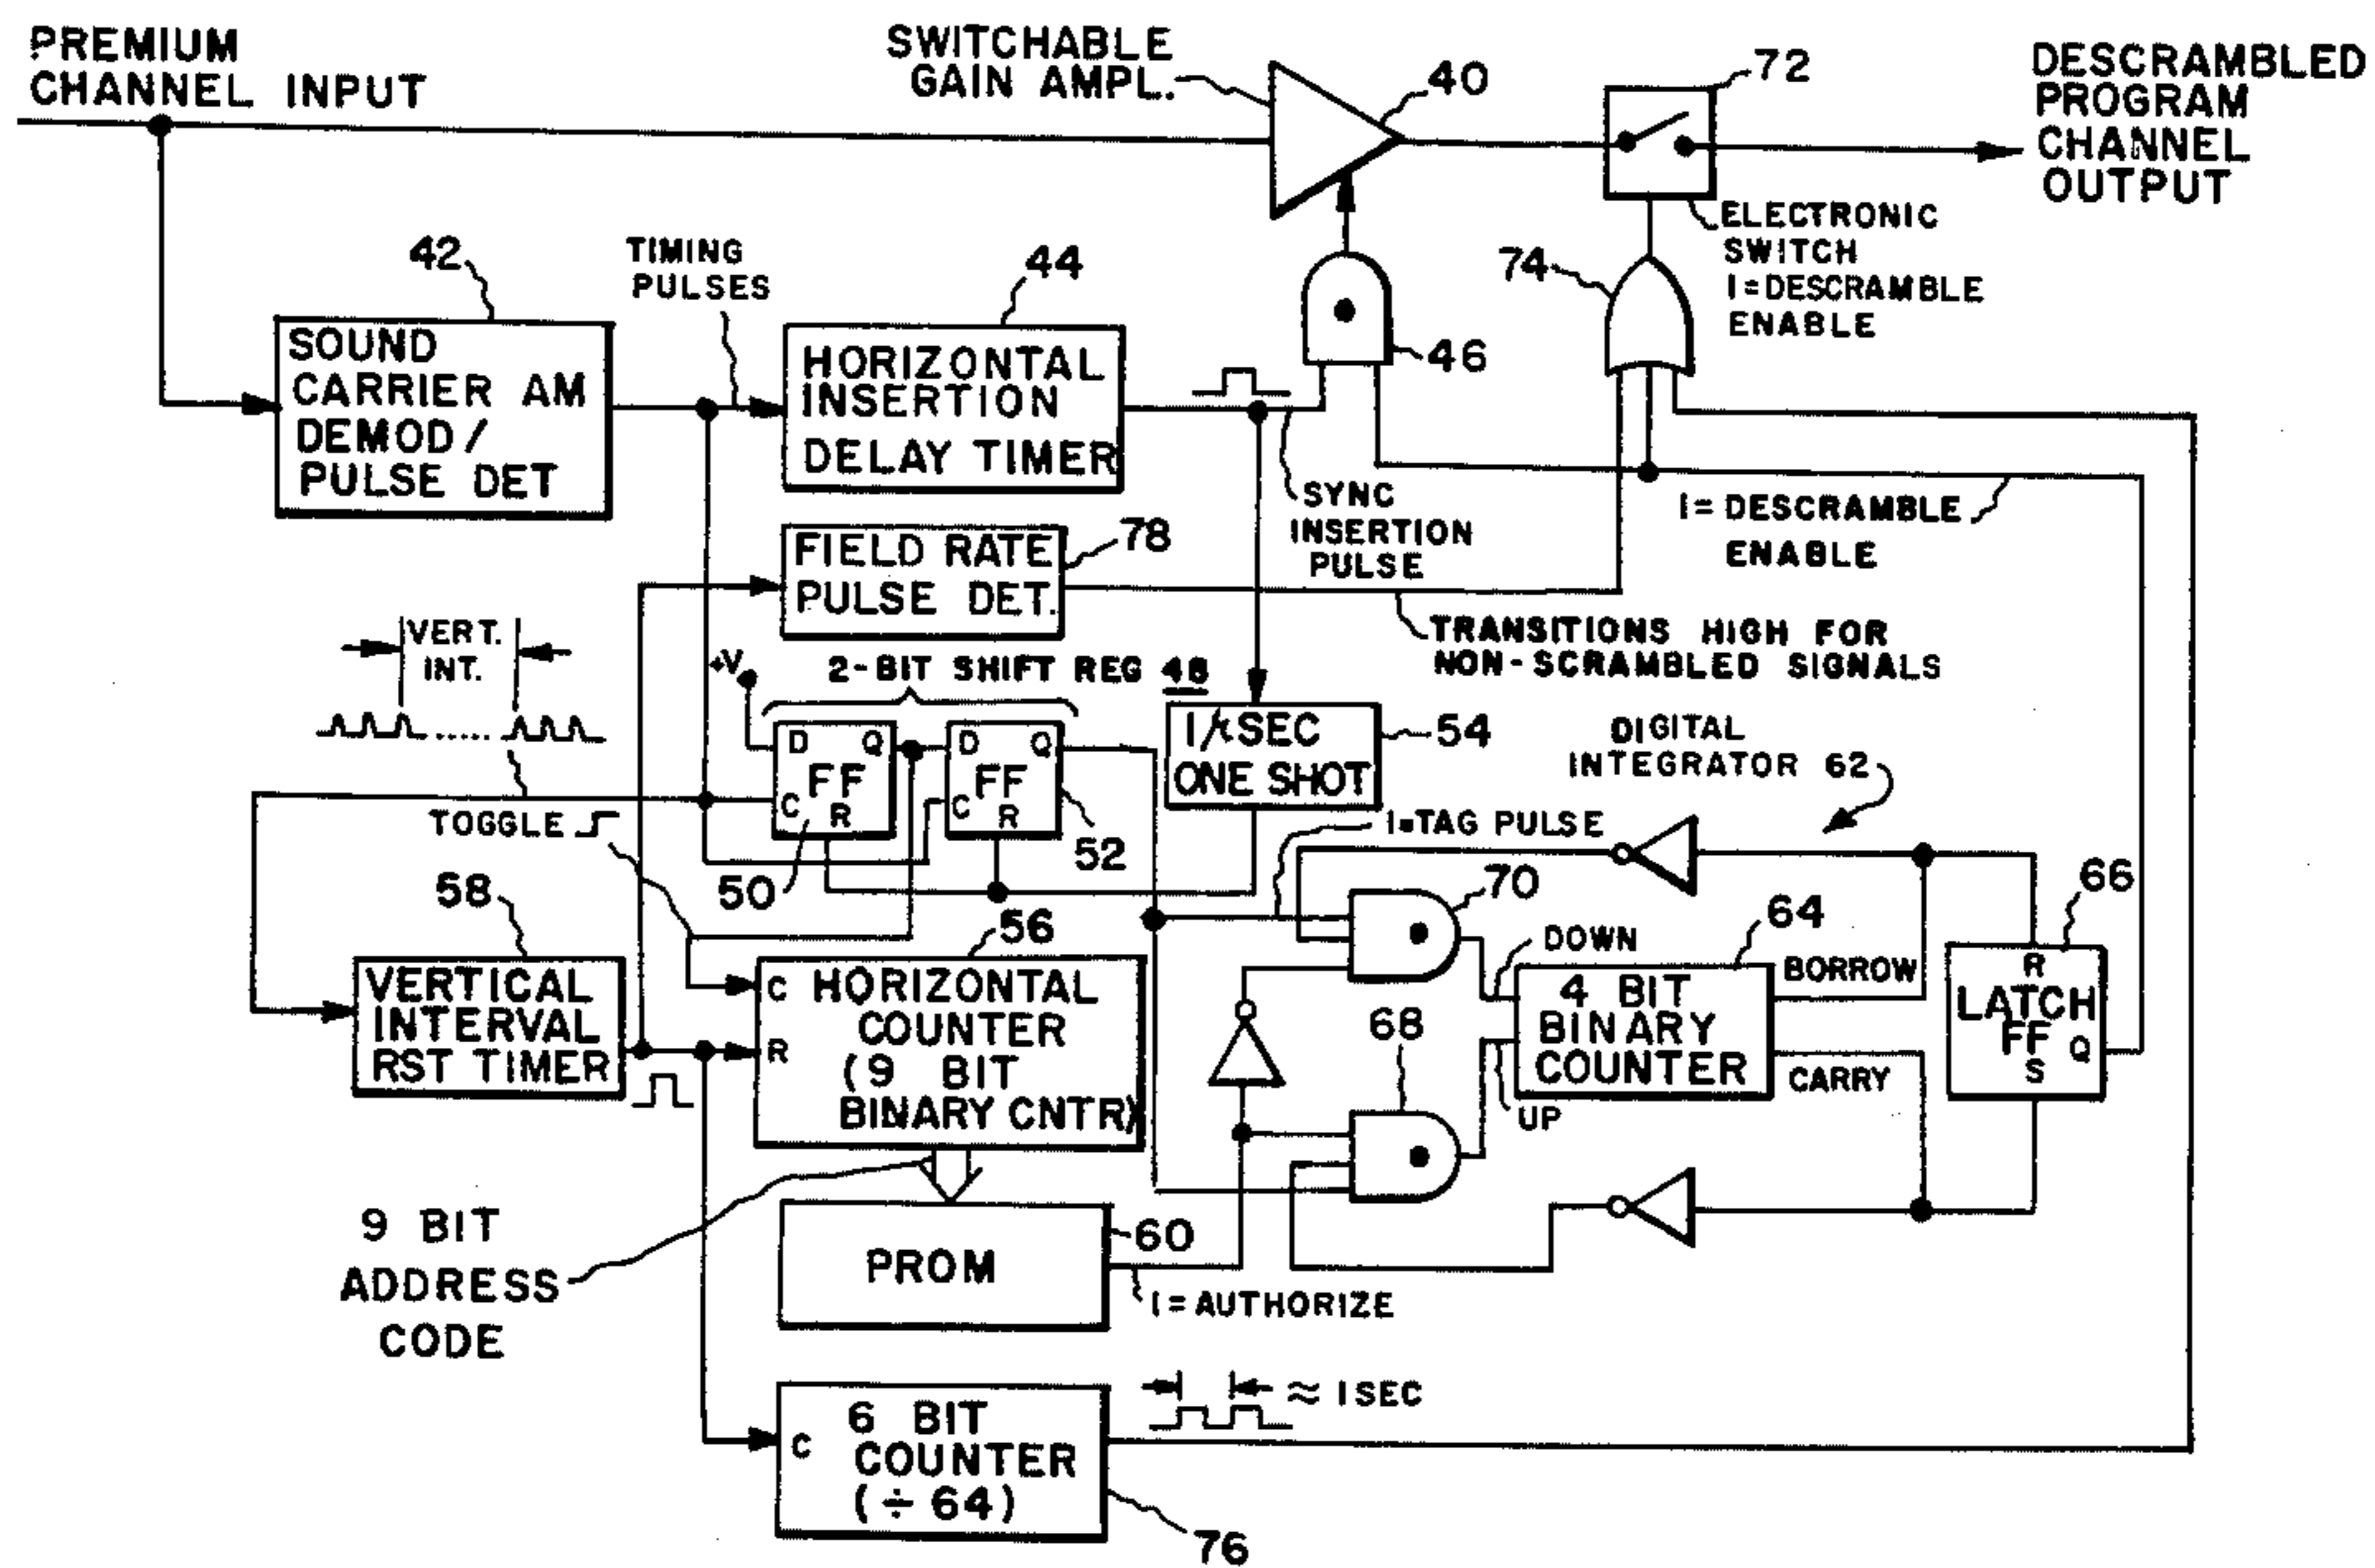 PREMIUM
CHANNEL INPUT
SWITCHABLE
GAIN AMPL.
40
72
DESCRAMBLED
PROGRAM
CHANNEL
OUTPUT
ELECTRONIC
SWITCH
1=DESCRAMBLE
ENABLE
42
SOUND
CARRIER AM
DEMOD/
PULSE DET
TIMING
PULSES
44
HORIZONTAL
INSERTION
DELAY TIMER
46
74
SYNC
INSERTION
PULSE
1= DESCRAMBLE
ENABLE
FIELD RATE
PULSE DET.
78
TRANSITIONS HIGH FOR
NON-SCRAMBLED SIGNALS
VERT.
INT.
+V
2-BIT SHIFT REG 48
D Q
FF
C R
50
D Q
FF
C R
52
1μSEC
ONE SHOT
54
DIGITAL
INTEGRATOR 62
TOGGLE
1=TAG PULSE
58
VERTICAL
INTERVAL
RST TIMER
56
C HORIZONTAL
COUNTER
R (9 BIT
BINARY CNTR)
70
68
DOWN
UP
64
4 BIT
BINARY
COUNTER
BORROW
CARRY
66
R
LATCH
FF Q
S
9 BIT
ADDRESS
CODE
PROM
60
1=AUTHORIZE
C 6 BIT
COUNTER
(÷64)
76
≈ 1SEC